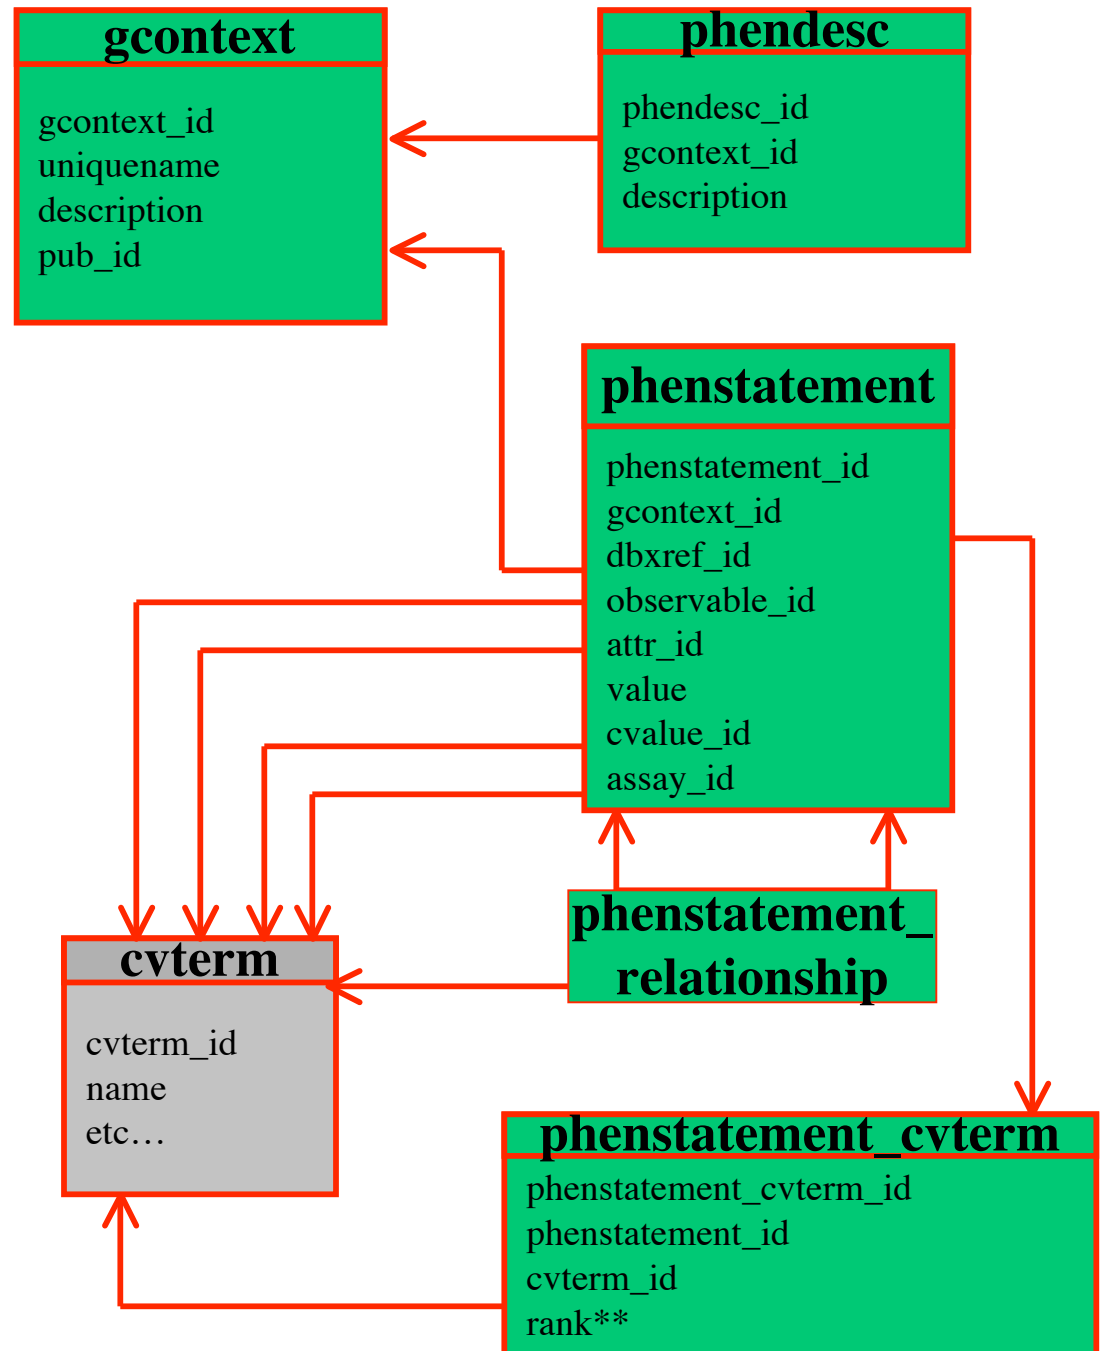 gcontext
gcontext_id
uniquename
description
pub_id
phendesc
phendesc_id
gcontext_id
description
phenstatement
phenstatement_id
gcontext_id
dbxref_id
observable_id
attr_id
value
cvalue_id
assay_id
phenstatement_
relationship
cvterm
cvterm_id
name
etc…
phenstatement_cvterm
phenstatement_cvterm_id
phenstatement_id
cvterm_id
rank**